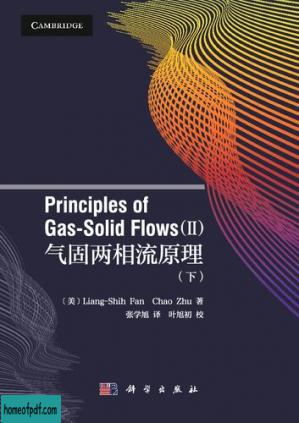 CAMBRIDGE
Principles of
Gas-Solid Flows(II)
气固两相流原理
(下)
〔美〕Liang-Shih Fan Chao Zhu 著
张学旭 译 叶旭初 校
科学出版社
homeofpdf.com